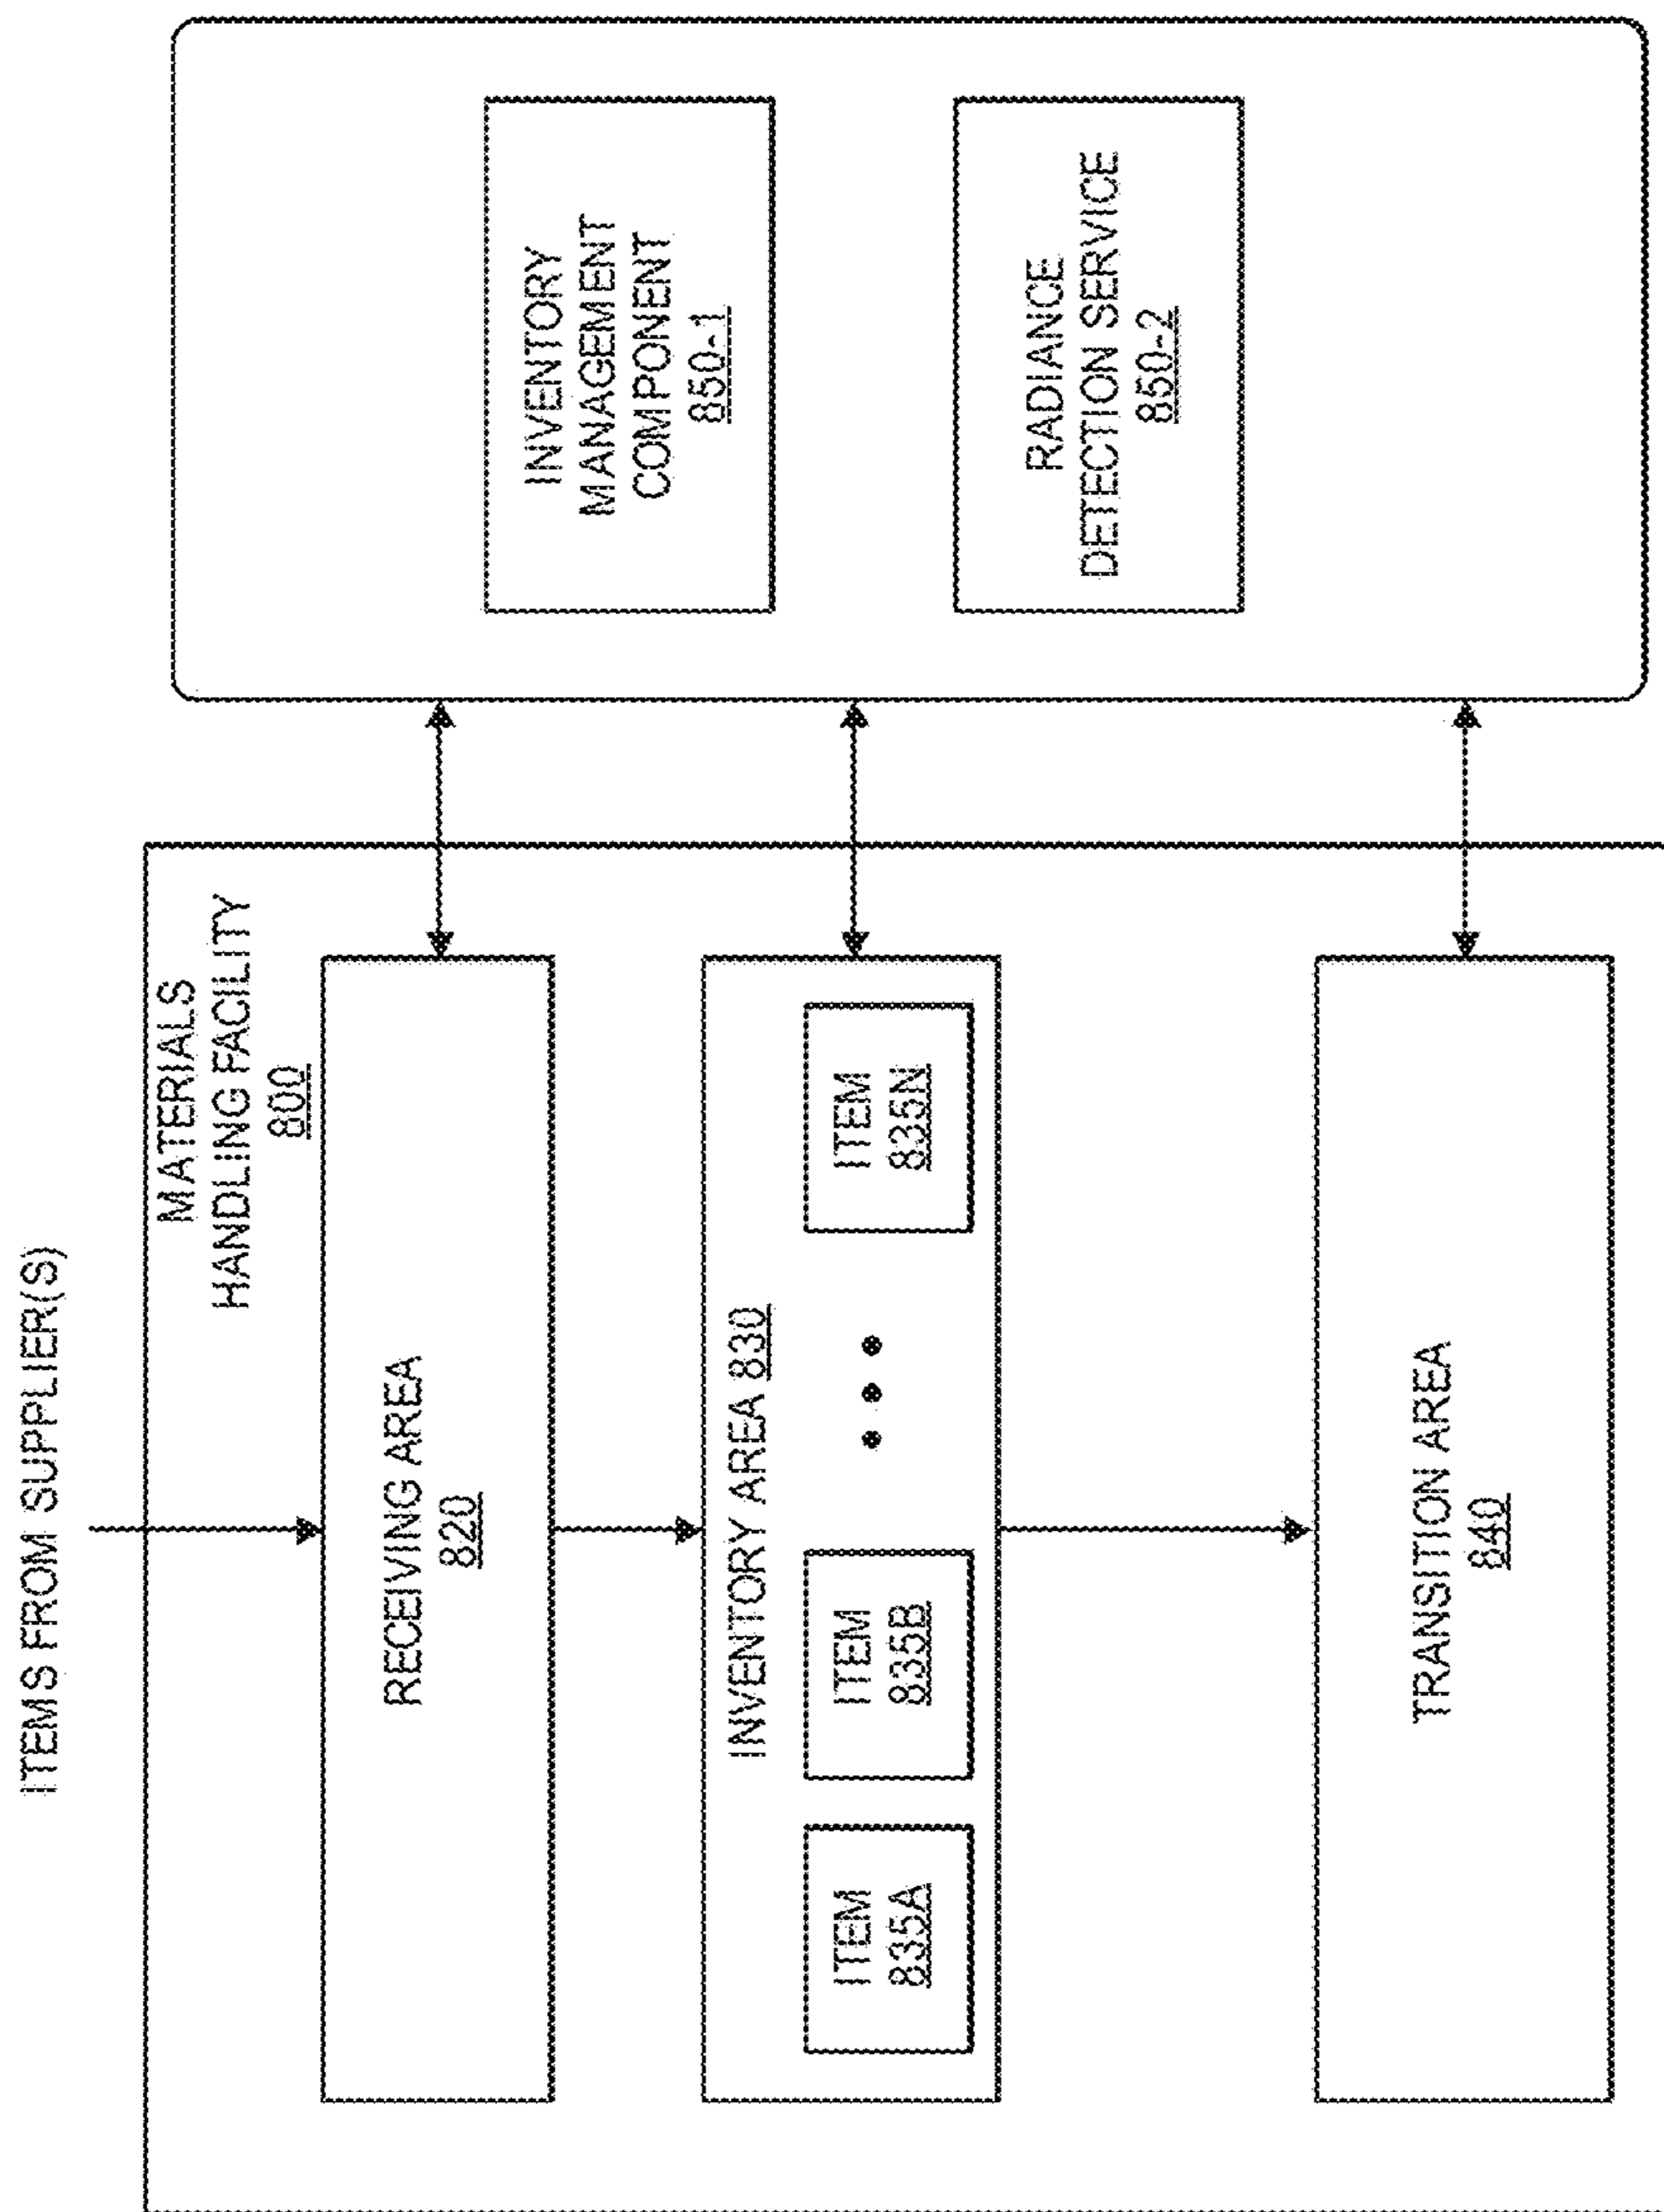 ITEMS FROM SUPPLIER(S)
MATERIALS
HANDLING FACILITY
800
RECEIVING AREA
820
INVENTORY AREA 830
ITEM
835A
ITEM
835B
ITEM
835N
TRANSITION AREA
840
INVENTORY
MANAGEMENT
COMPONENT
850-1
RADIANCE
DETECTION SERVICE
850-2